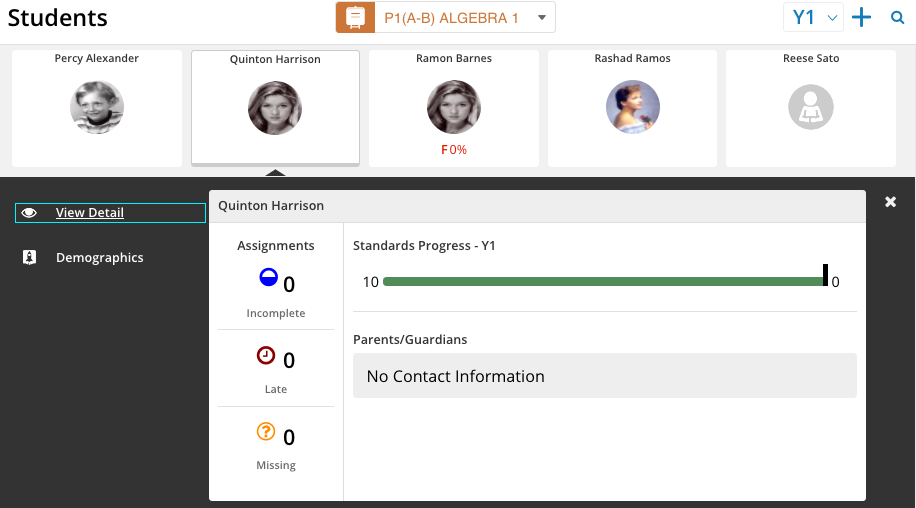 Students
P1(A-B) ALGEBRA 1
Y1
Percy Alexander
Quinton Harrison
Ramon Barnes
F 0%
Rashad Ramos
Reese Sato
View Detail
Demographics
Quinton Harrison
Assignments
0
Incomplete
0
Late
?
0
Missing
Standards Progress - Y1
10
0
Parents/Guardians
No Contact Information